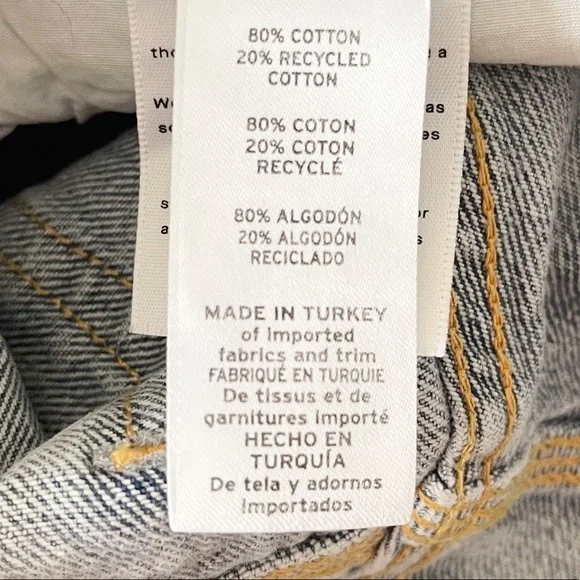 80% COTTON
20% RECYCLED
COTTON
80% COTON
20% COTON
RECYCLÉ
80% ALGODÓN
20% ALGODÓN
RECICLADO
MADE IN TURKEY
of Imported
fabrics and trim
FABRIQUÉ EN TURQUIE
De tissus et de
garnitures importé
HECHO EN
TURQUÍA
De tela y adornos
Importados